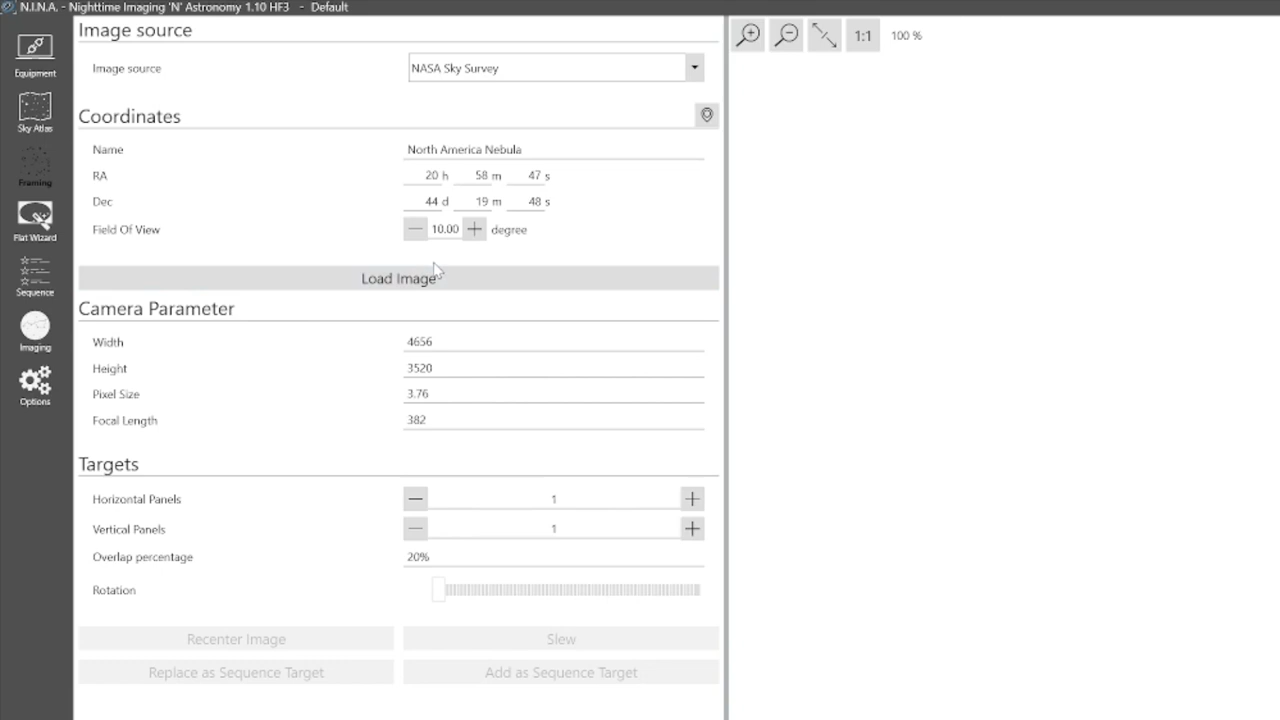 N.I.N.A. - Nighttime Imaging 'N' Astronomy 1.10 HF3 - Default
Equipment
Sky Atlas
Framing
Flat Wizard
Sequence
Imaging
Options
Image source
Image source NASA Sky Survey
Coordinates
Name North America Nebula
RA 20 h 58 m 47 s
Dec 44 d 19 m 48 s
Field Of View 10.00 degree
Load Image
Camera Parameter
Width 4656
Height 3520
Pixel Size 3.76
Focal Length 382
Targets
Horizontal Panels 1
Vertical Panels 1
Overlap percentage 20%
Rotation
Recenter Image Slew
Replace as Sequence Target Add as Sequence Target
1:1 100 %